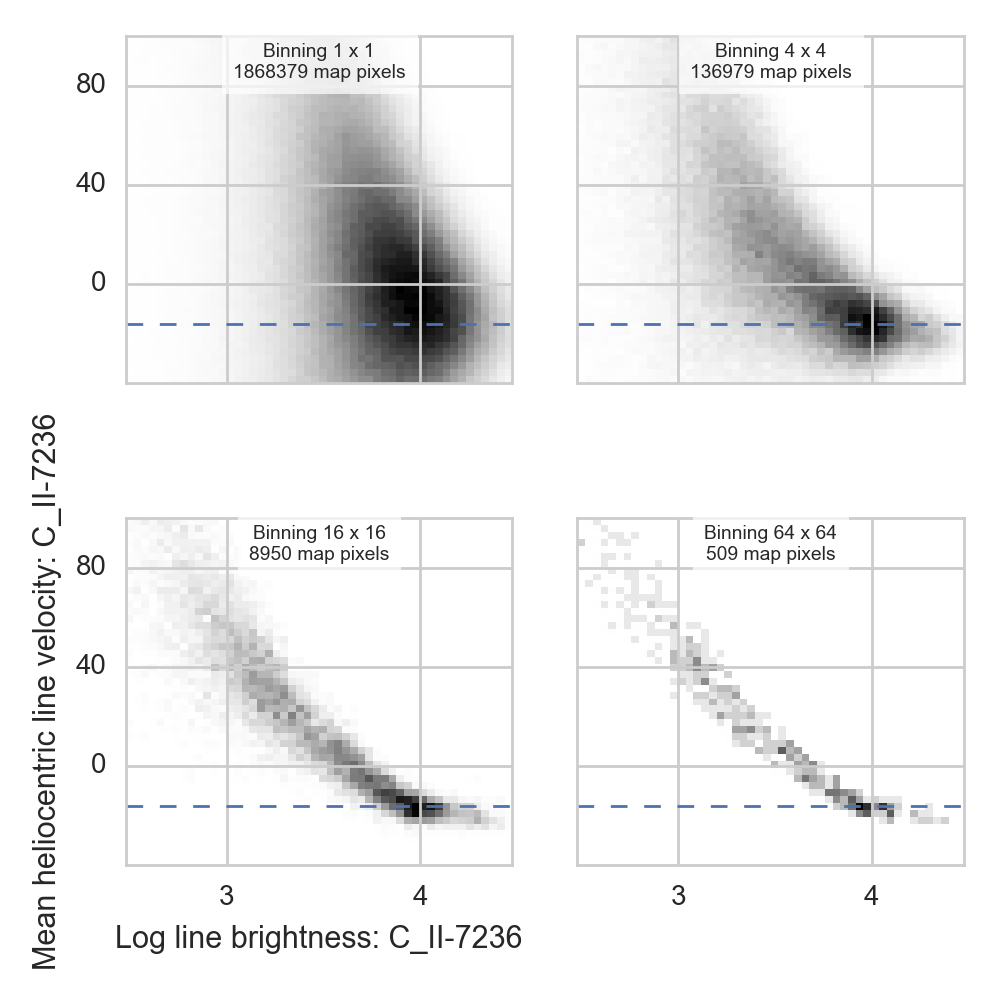 Binning 1 x 1
1868379 map pixels
Binning 4 x 4
136979 map pixels
80
40
0
Binning 16 x 16
8950 map pixels
Binning 64 x 64
509 map pixels
80
40
0
Mean heliocentric line velocity: C_II-7236
3
4
3
4
Log line brightness: C_II-7236